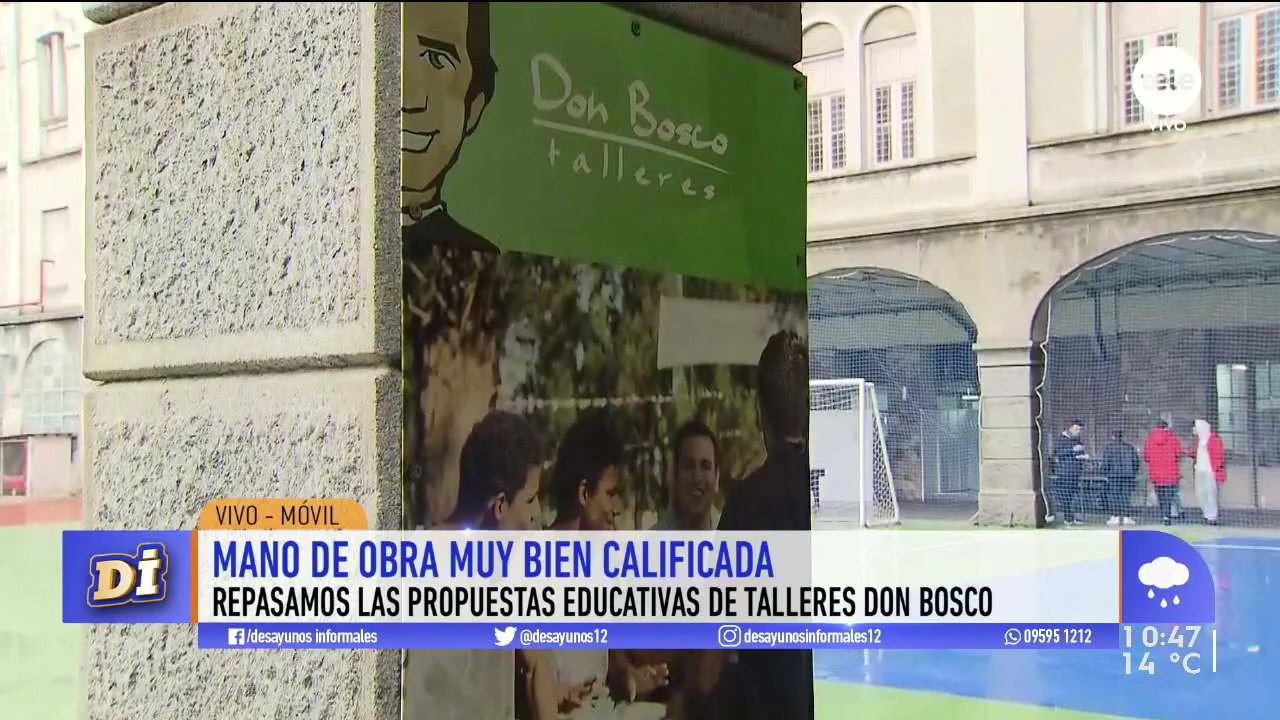 Don Bosco
talleres
tele
VIVO
VIVO - MÓVIL
Di
MANO DE OBRA MUY BIEN CALIFICADA
REPASAMOS LAS PROPUESTAS EDUCATIVAS DE TALLERES DON BOSCO
/desayunos informales
@desayunos12
desayunosinformales12
09595 1212
10:47
14 °C